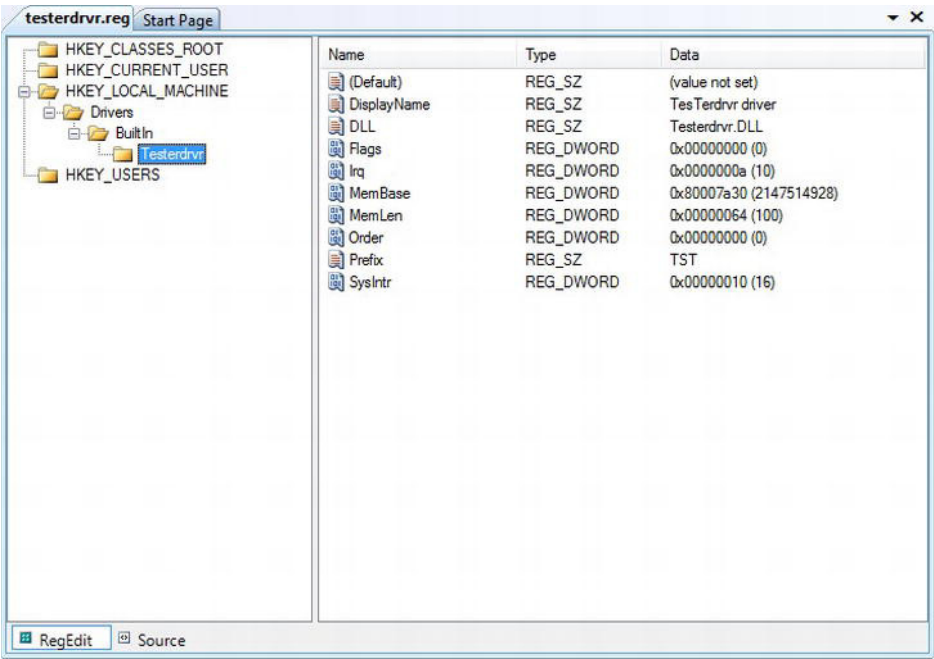 testerdrvr.reg Start Page
HKEY_CLASSES_ROOT
HKEY_CURRENT_USER
HKEY_LOCAL_MACHINE
Drivers
BuiltIn
Testerdrvr
HKEY_USERS
Name Type Data
(Default) REG_SZ (value not set)
DisplayName REG_SZ TesTerdrvr driver
DLL REG_SZ Testerdrvr.DLL
Flags REG_DWORD 0x00000000 (0)
Irq REG_DWORD 0x0000000a (10)
MemBase REG_DWORD 0x80007a30 (2147514928)
MemLen REG_DWORD 0x00000064 (100)
Order REG_DWORD 0x00000000 (0)
Prefix REG_SZ TST
SysIntr REG_DWORD 0x00000010 (16)
RegEdit Source